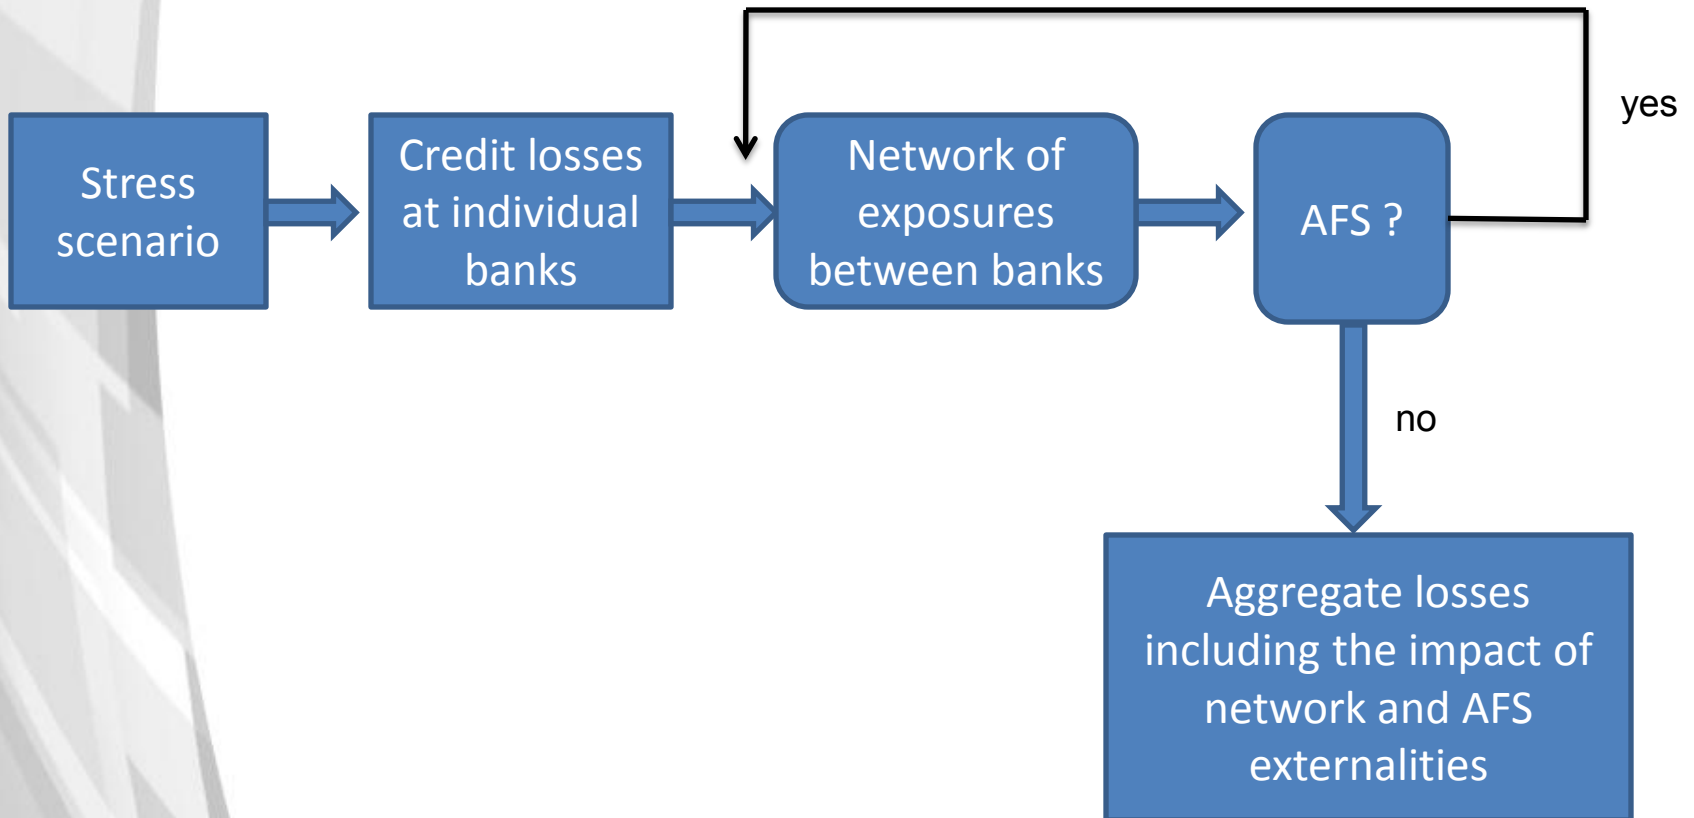 yes
Stress
scenario
Credit losses
at individual
banks
Network of
exposures
between banks
AFS ?
no
Aggregate losses
including the impact of
network and AFS
externalities